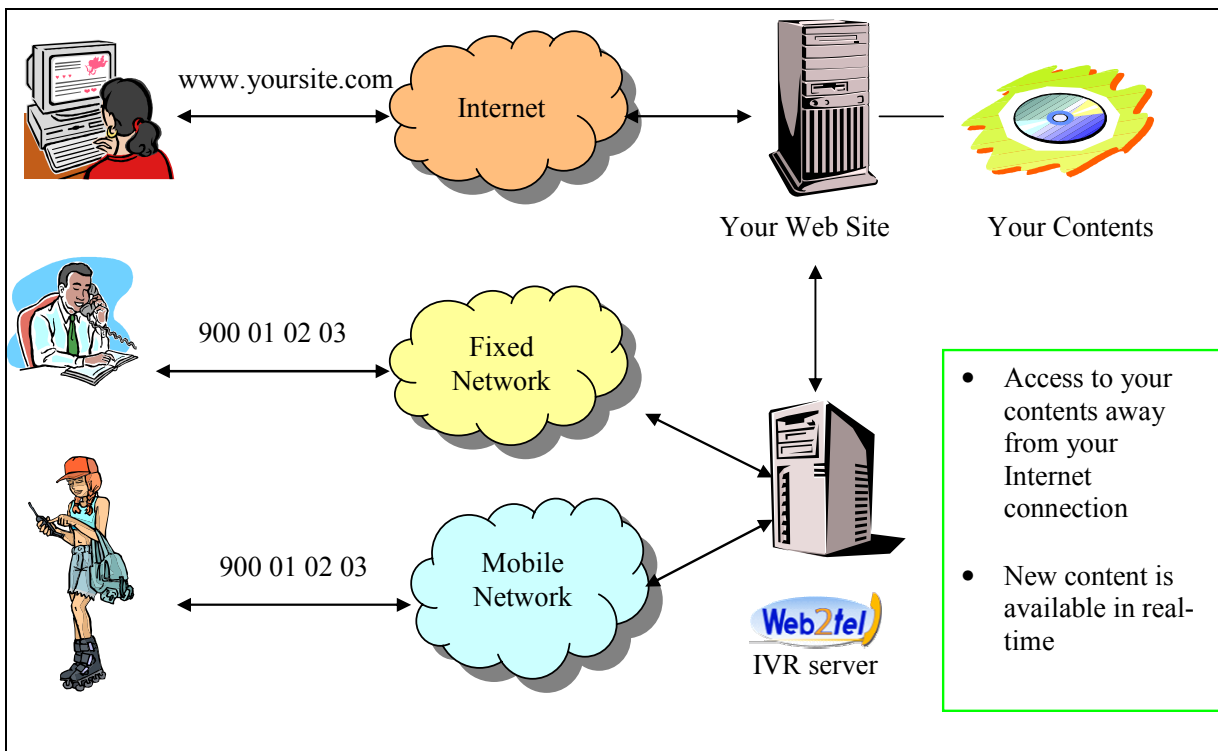 www.yoursite.com
Internet
Your Web Site
Your Contents
900 01 02 03
Fixed
Network
900 01 02 03
Mobile
Network
Web2tel
IVR server
• Access to your
contents away
from your
Internet
connection
• New content is
available in real-
time